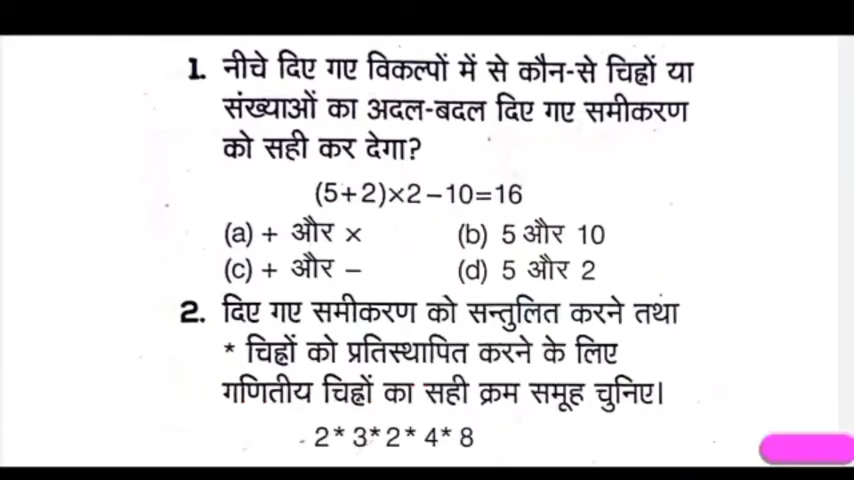 1. नीचे दिए गए विकल्पों में से कौन-से चिह्नों या
संख्याओं का अदल-बदल दिए गए समीकरण
को सही कर देगा?
(5+2)×2−10=16
(a) + और × (b) 5 और 10
(c) + और − (d) 5 और 2
2. दिए गए समीकरण को सन्तुलित करने तथा
* चिह्नों को प्रतिस्थापित करने के लिए
गणितीय चिह्नों का सही क्रम समूह चुनिए।
2* 3*2* 4* 8